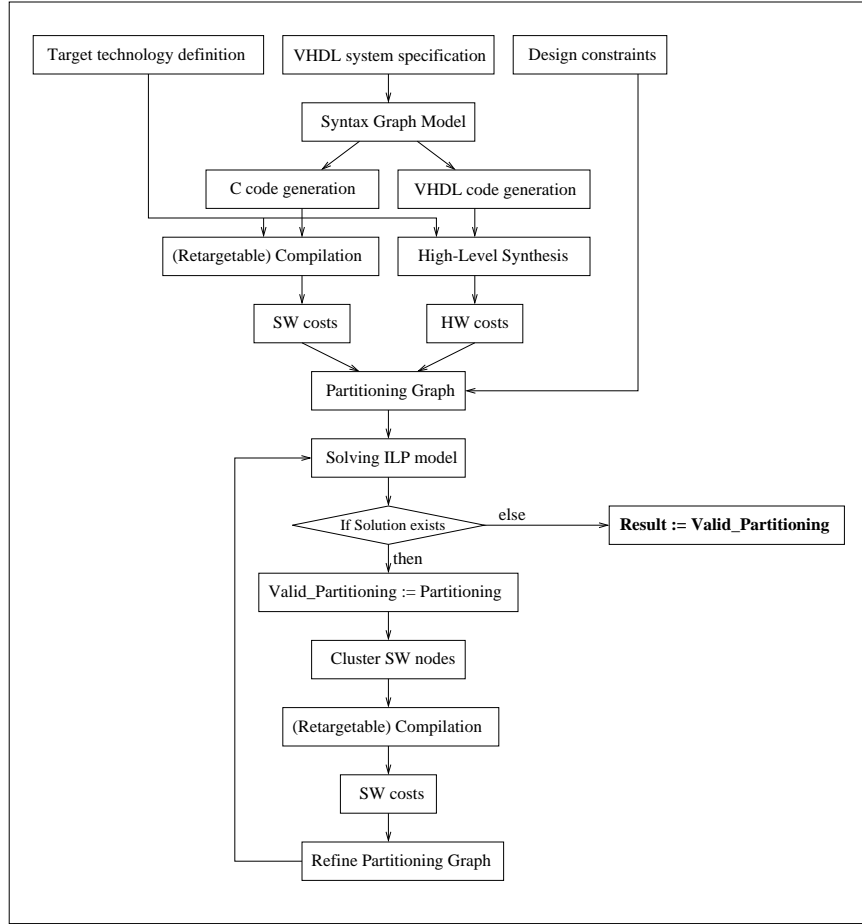 Target technology definition
VHDL system specification
Design constraints
Syntax Graph Model
C code generation
VHDL code generation
(Retargetable) Compilation
High-Level Synthesis
SW costs
HW costs
Partitioning Graph
Solving ILP model
If Solution exists
else
Result := Valid_Partitioning
then
Valid_Partitioning := Partitioning
Cluster SW nodes
(Retargetable) Compilation
SW costs
Refine Partitioning Graph